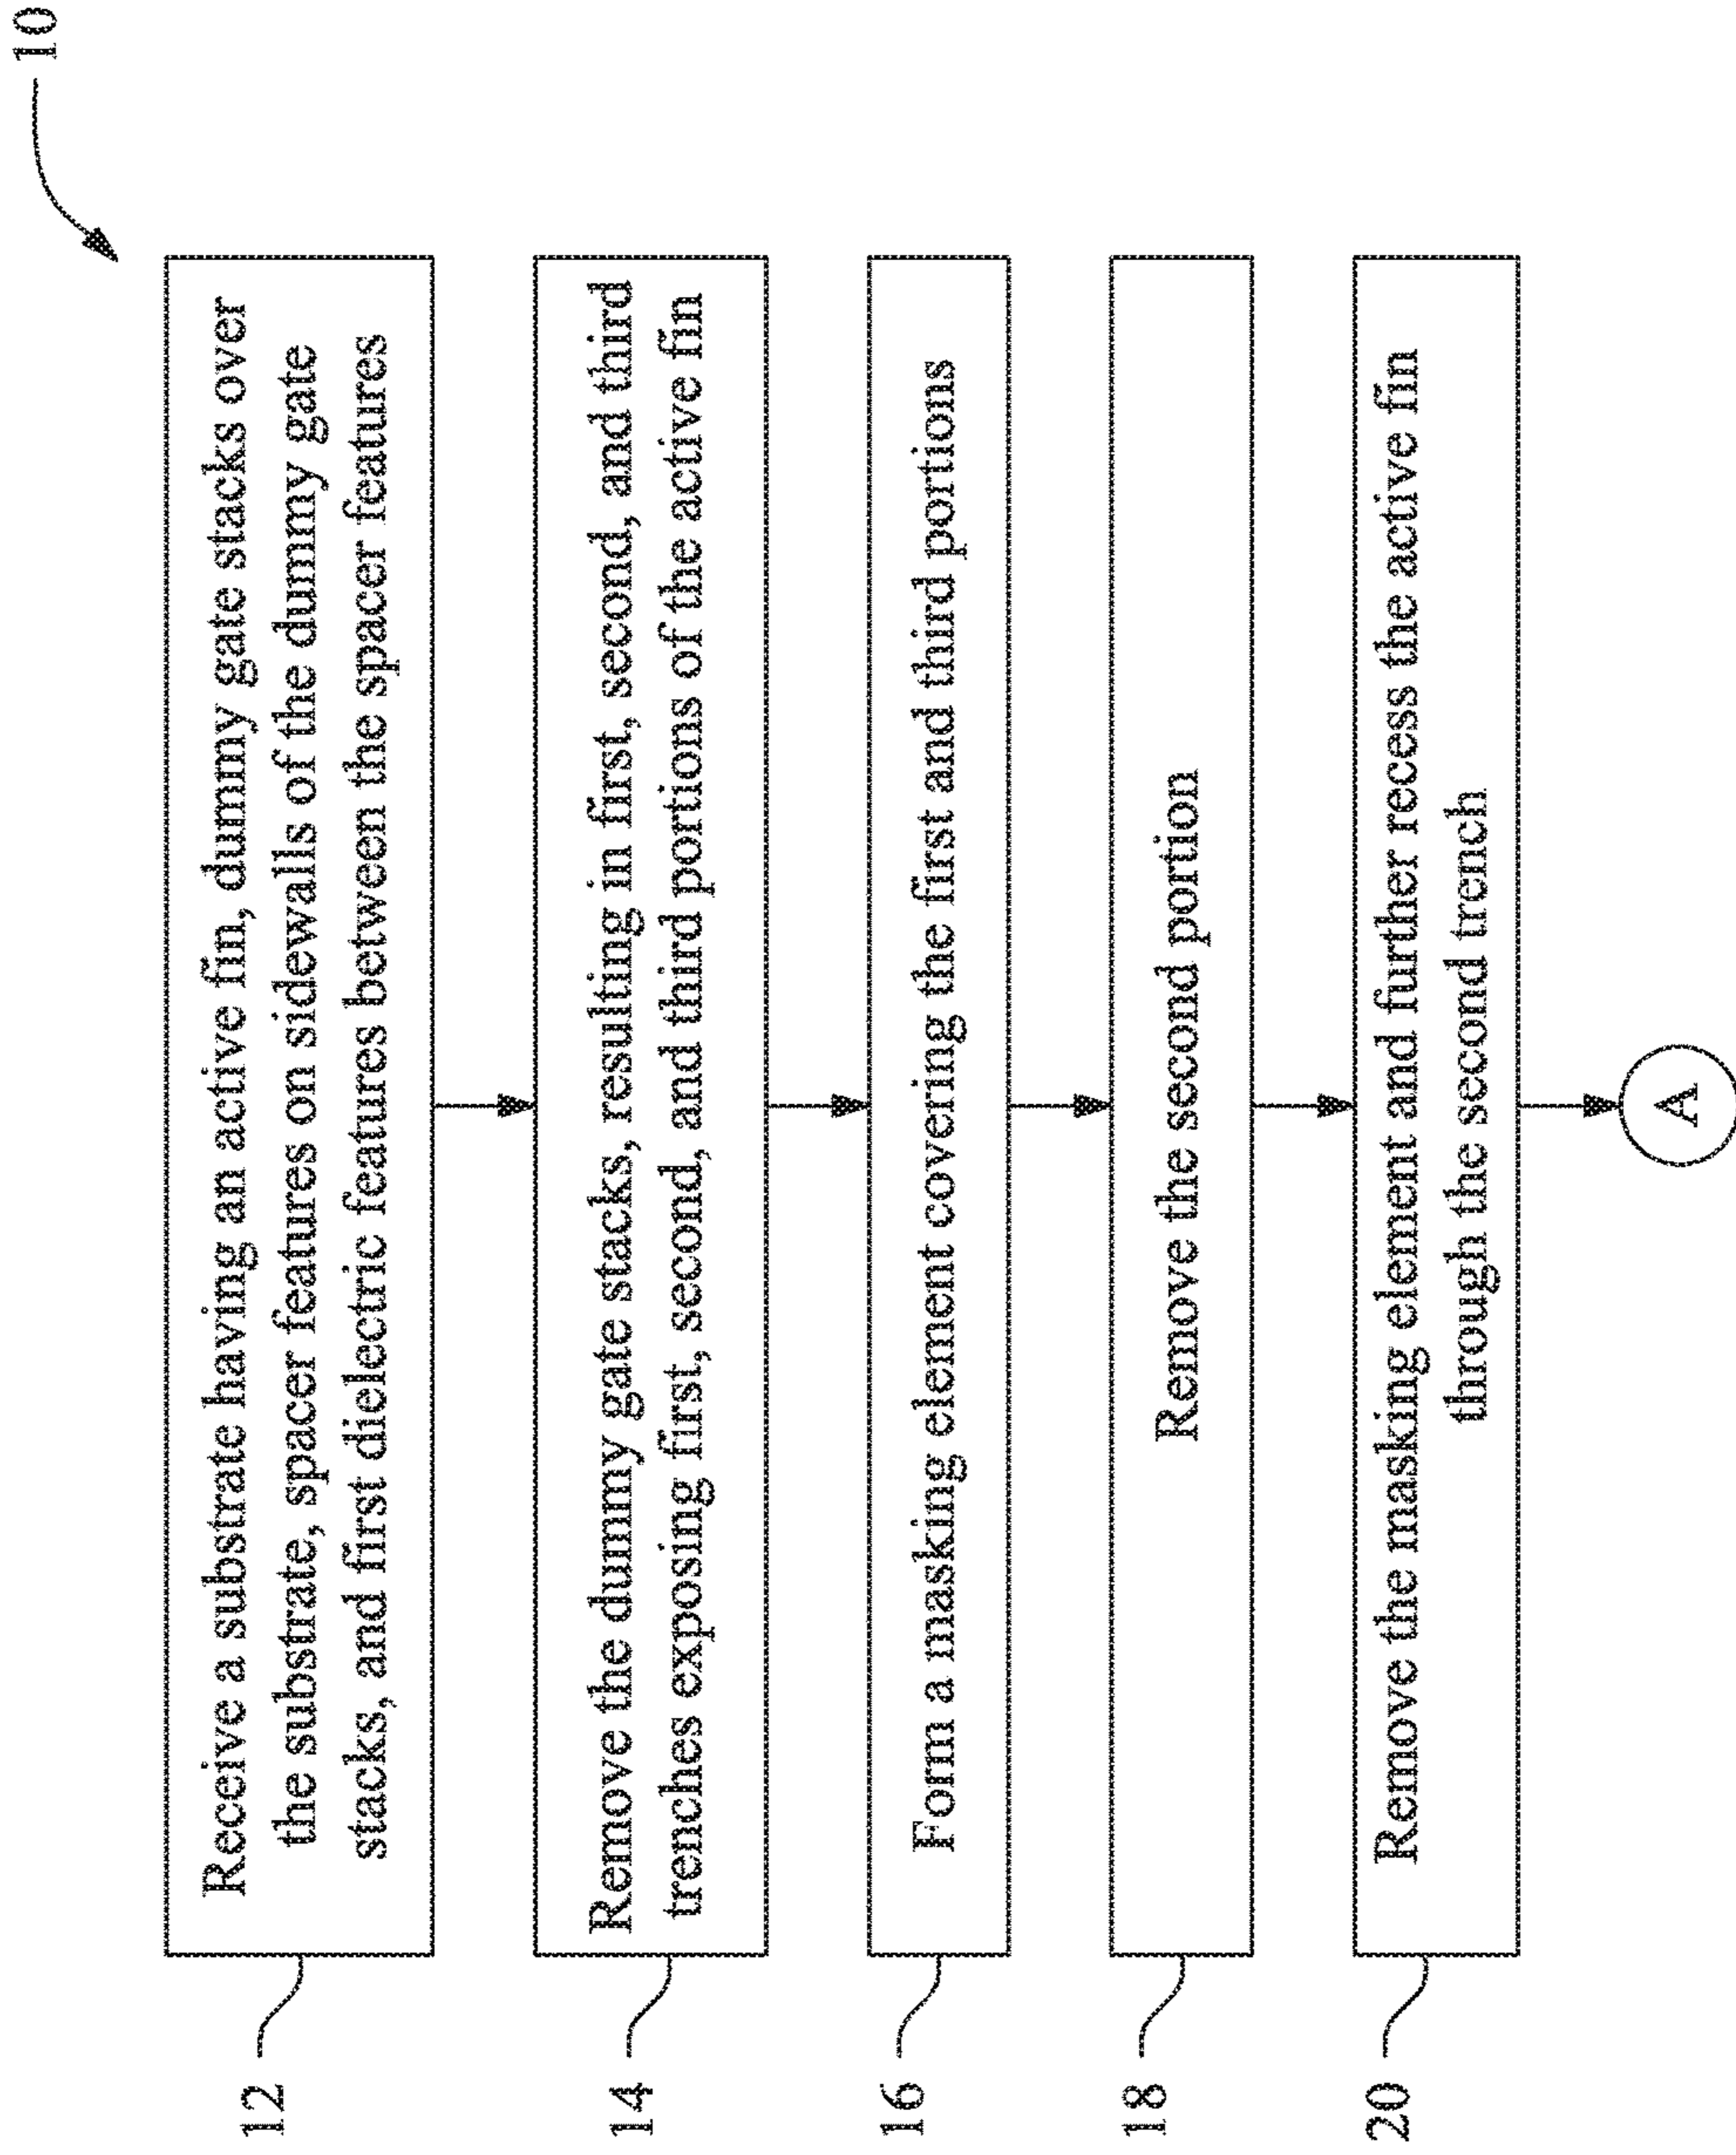 10
12
Receive a substrate having an active fin, dummy gate stacks over
the substrate, spacer features on sidewalls of the dummy gate
stacks, and first dielectric features between the spacer features
14
Remove the dummy gate stacks, resulting in first, second, and third
trenches exposing first, second, and third portions of the active fin
16
Form a masking element covering the first and third portions
18
Remove the second portion
20
Remove the masking element and further recess the active fin
through the second trench
A